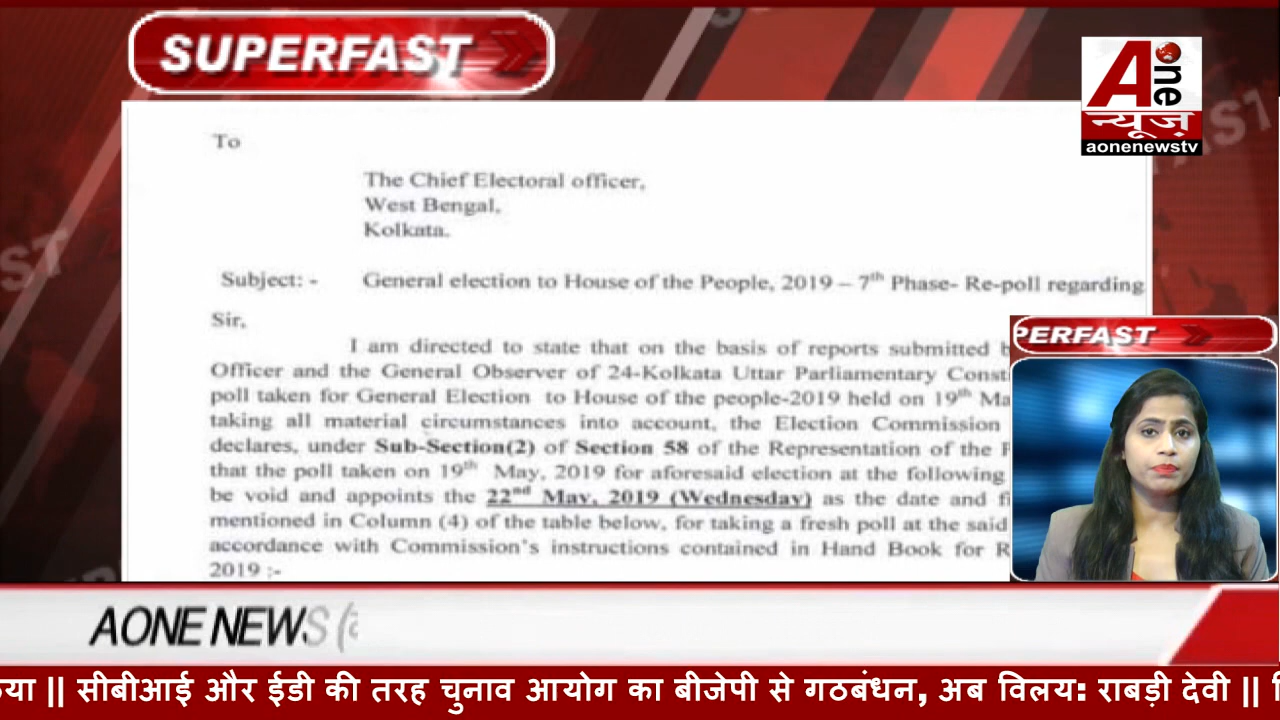 SUPERFAST
Aone
न्यूज़
aonenewstv
To
The Chief Electoral officer,
West Bengal,
Kolkata.
Subject: - General election to House of the People, 2019 – 7th Phase- Re-poll regarding
Sir,
I am directed to state that on the basis of reports submitted
Officer and the General Observer of 24-Kolkata Uttar Parliamentary
poll taken for General Election to House of the people-2019 held on 19th
taking all material circumstances into account, the Election Commission
declares, under Sub-Section(2) of Section 58 of the Representation of the
that the poll taken on 19th May, 2019 for aforesaid election at the following
be void and appoints the 22nd May, 2019 (Wednesday) as the date and
mentioned in Column (4) of the table below, for taking a fresh poll at the said
accordance with Commission's instructions contained in Hand Book for
2019 :-
PERFAST
AONE NEWS
या || सीबीआई और ईडी की तरह चुनाव आयोग का बीजेपी से गठबंधन, अब विलय: राबड़ी देवी ||